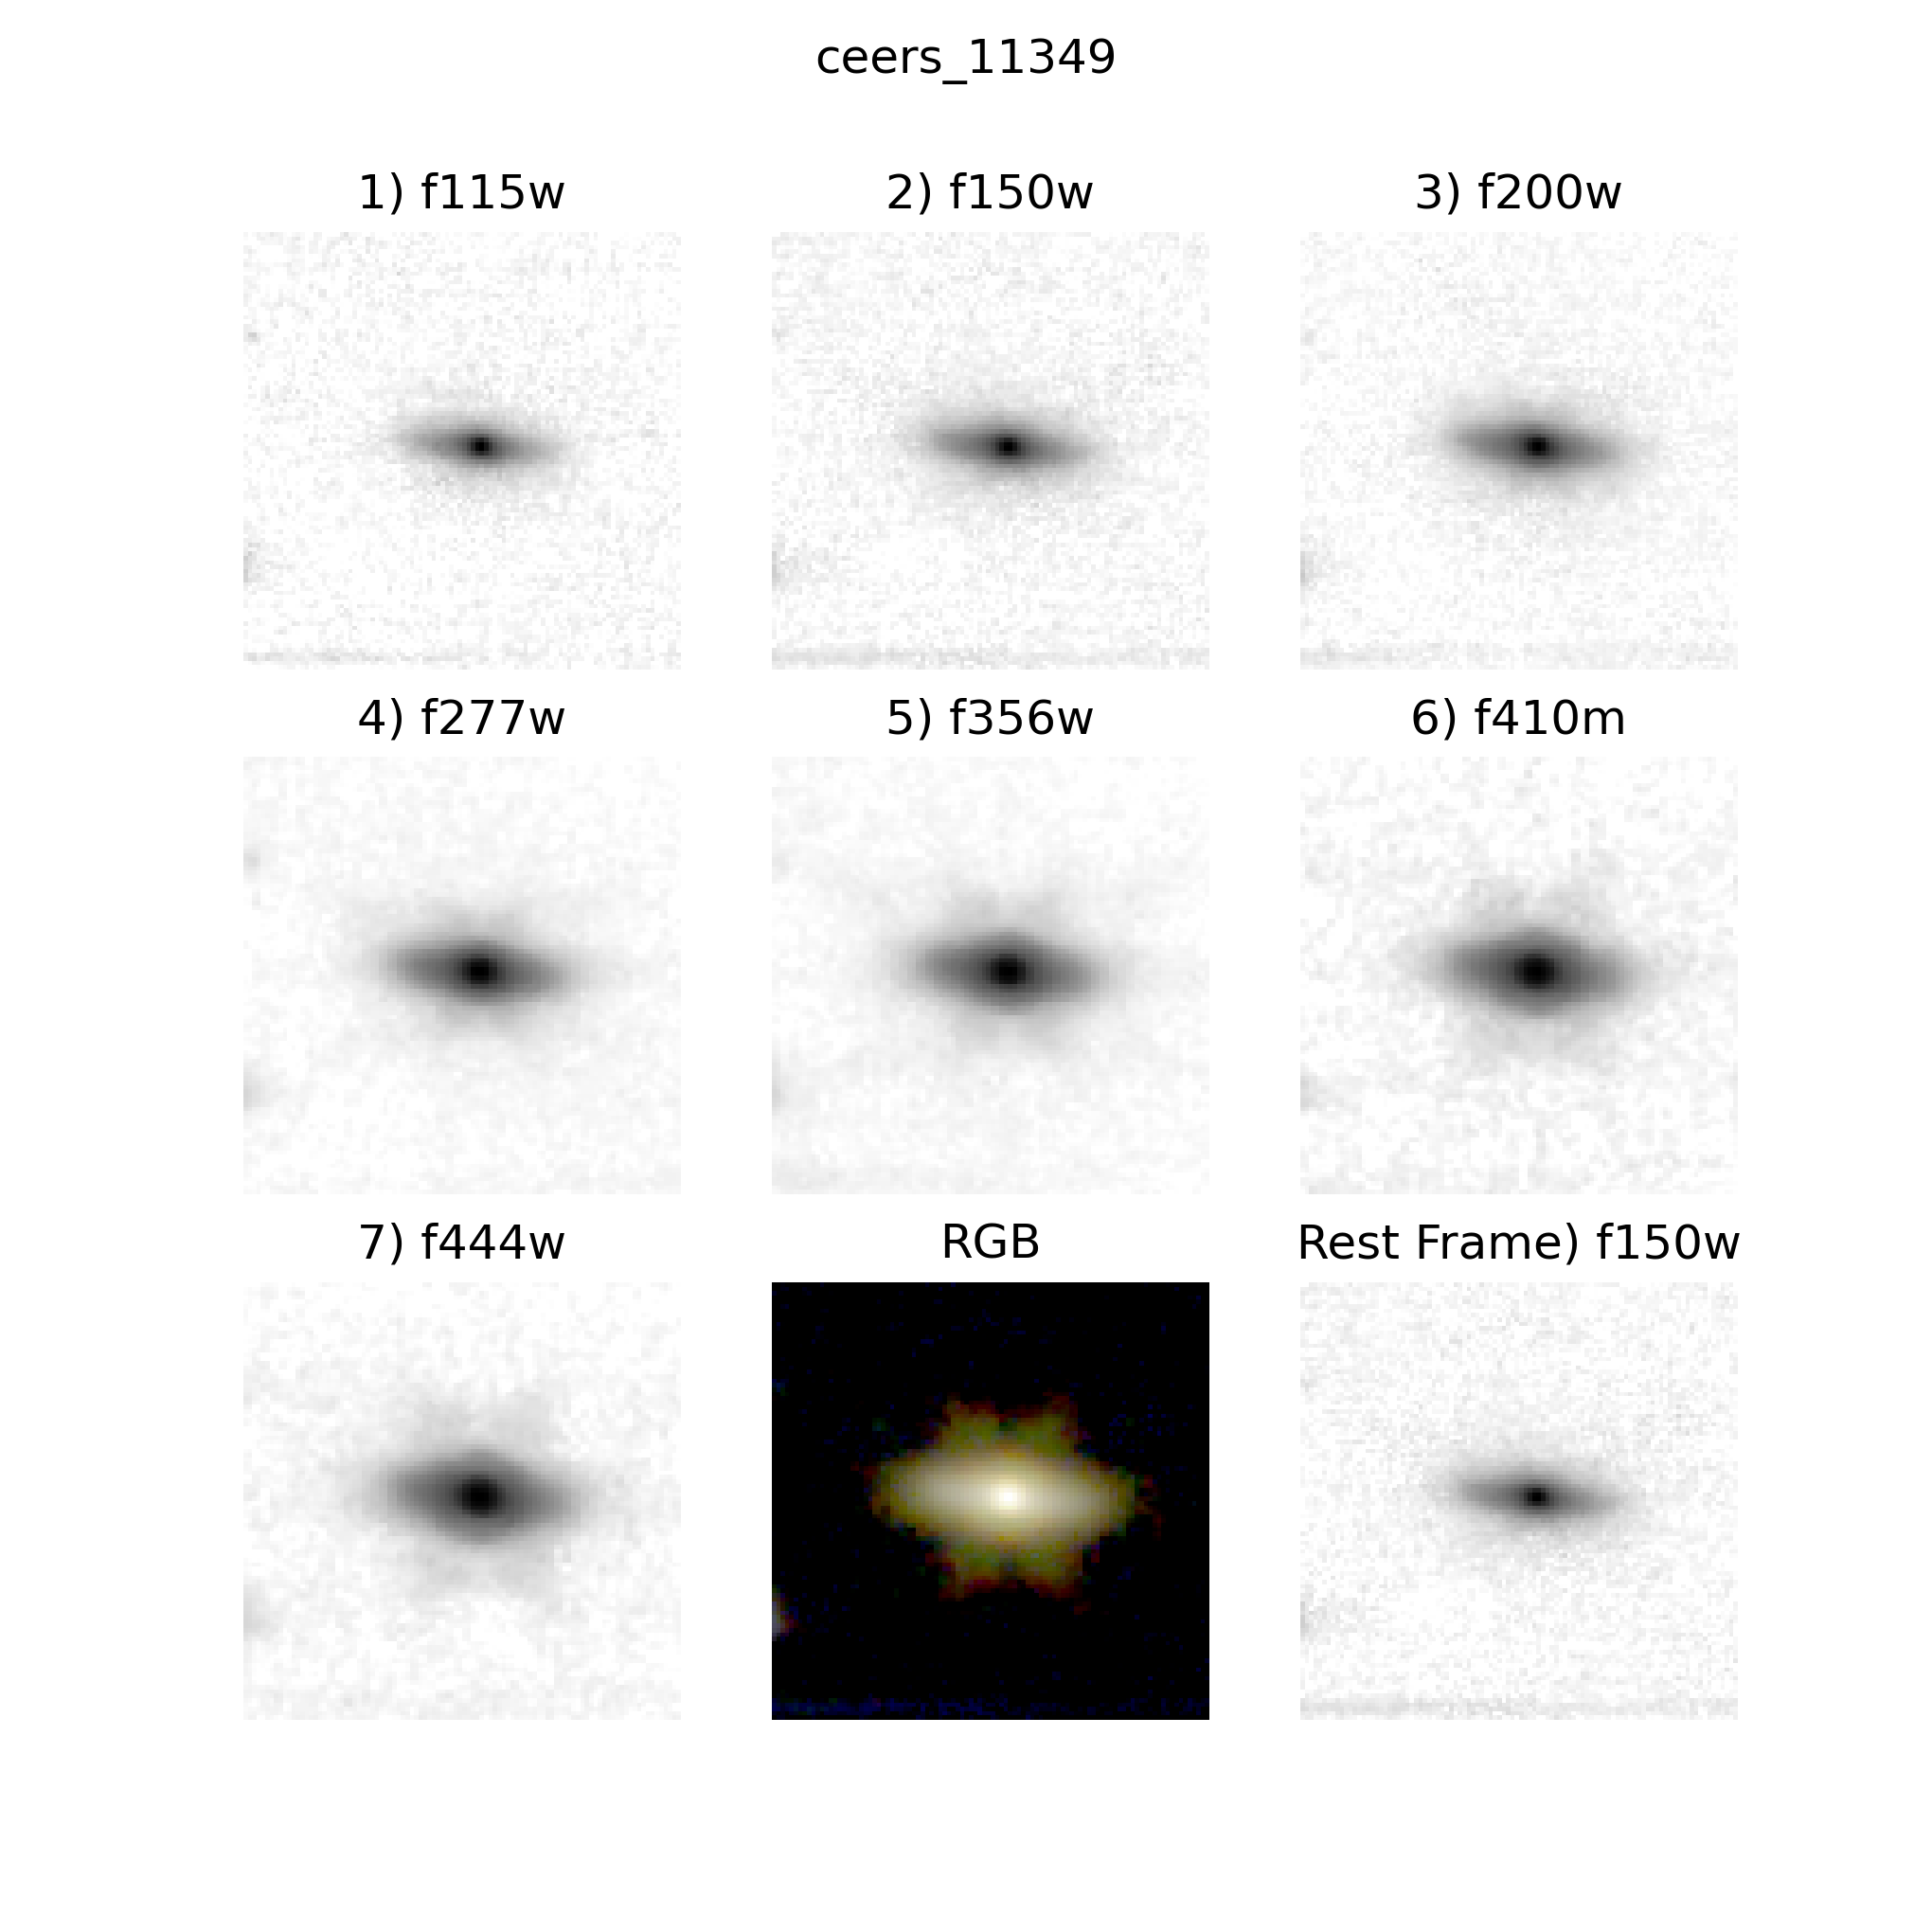 ceers_11349
1) f115w
2) f150w
3) f200w
4) f277w
5) f356w
6) f410m
7) f444w
RGB
Rest Frame) f150w